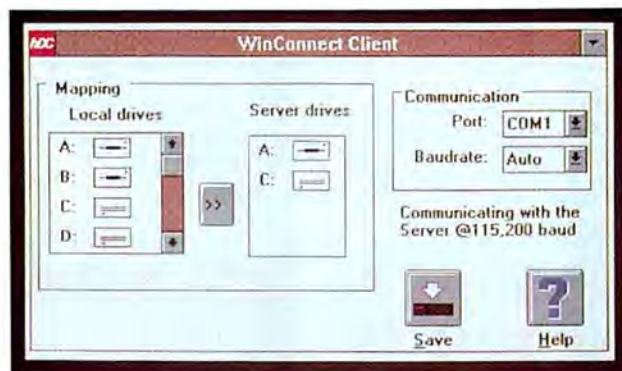 hDC
WinConnect Client
Mapping
Local drives
Server drives
A:
B:
C:
D:
>>
A:
C:
Communication
Port: COM1
Baudrate: Auto
Communicating with the
Server @115,200 baud
Save
Help
?